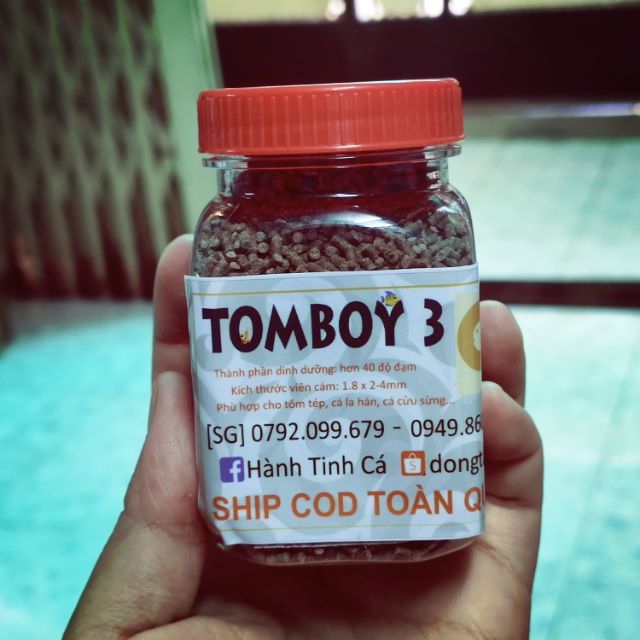 TOMBOY 3
Thành phần dinh dưỡng: hơn 40 độ đạm
Kích thước viên cám: 1.8 x 2-4mm
Phù hợp cho tôm tép, cá la hán, cá cửu sừng...
[SG] 0792.099.679 - 0949.860
Hành Tinh Cá dongt
SHIP COD TOÀN QU